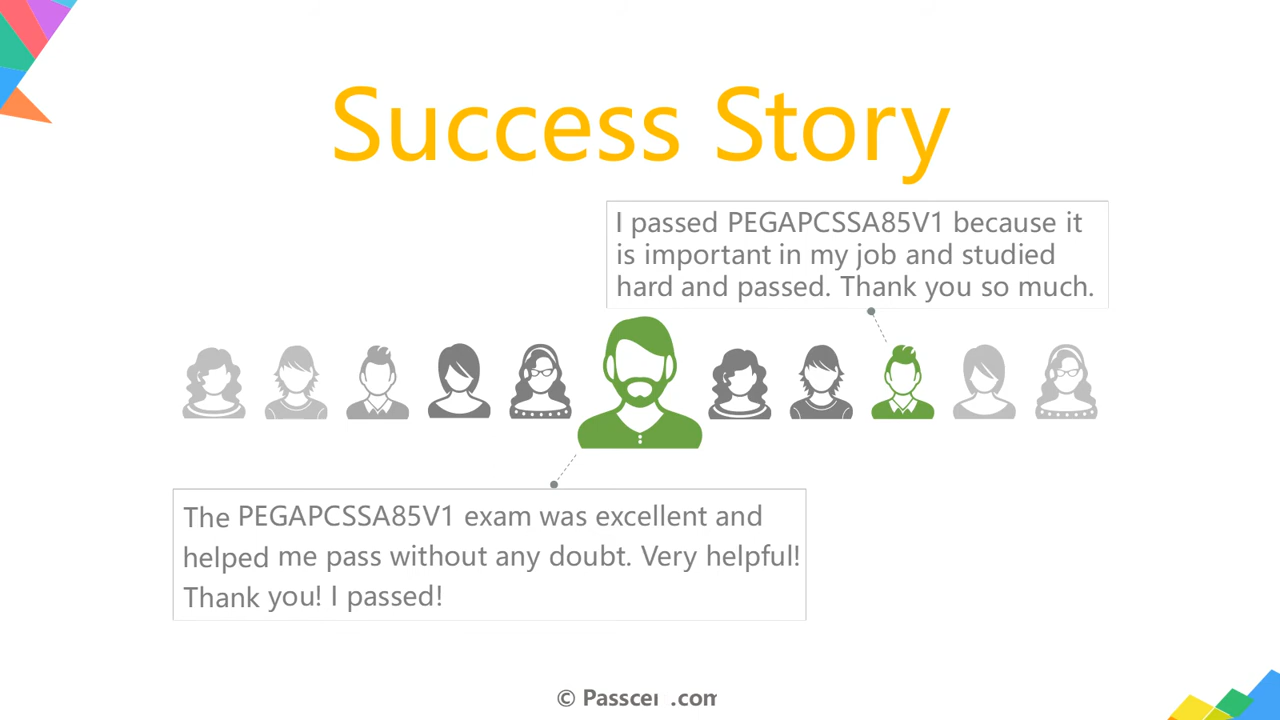 Success Story
I passed PEGAPCSSA85V1 because it
is important in my job and studied
hard and passed. Thank you so much.
The PEGAPCSSA85V1 exam was excellent and
helped me pass without any doubt. Very helpful!
Thank you! I passed!
©